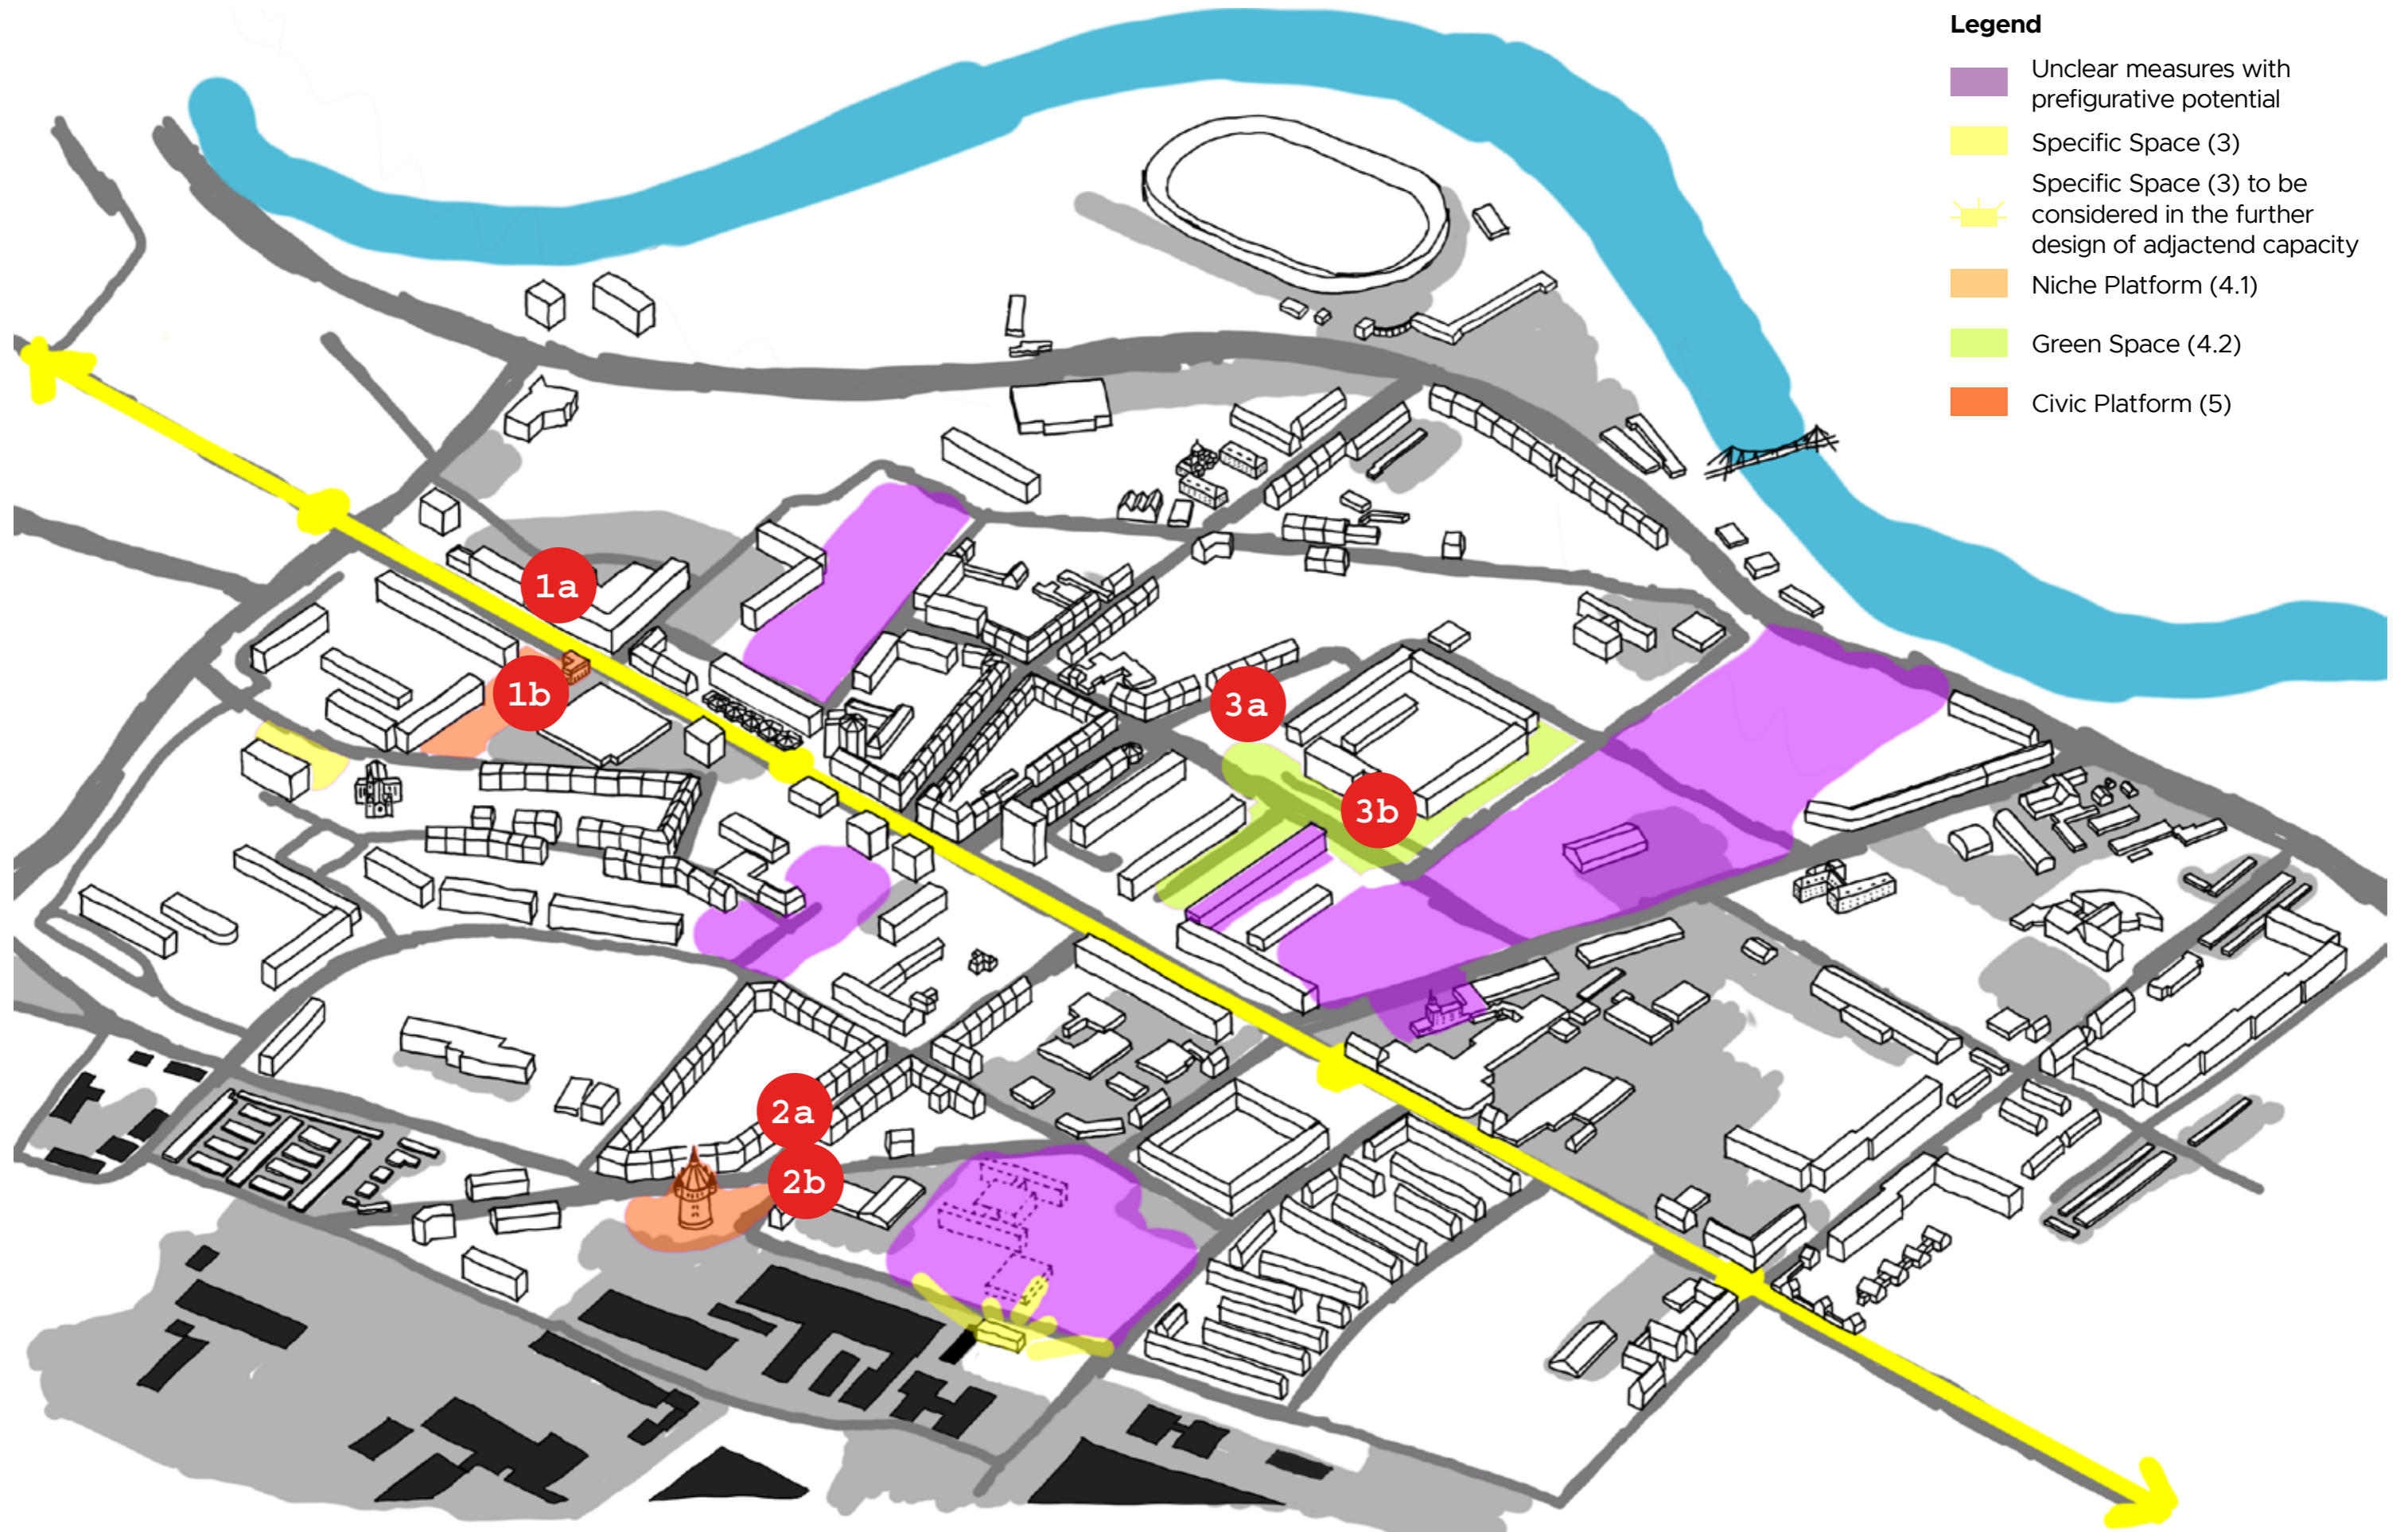 Legend
Unclear measures with
prefigurative potential
Specific Space (3)
Specific Space (3) to be
considered in the further
design of adjactend capacity
Niche Platform (4.1)
Green Space (4.2)
Civic Platform (5)
1a
1b
3a
3b
2a
2b